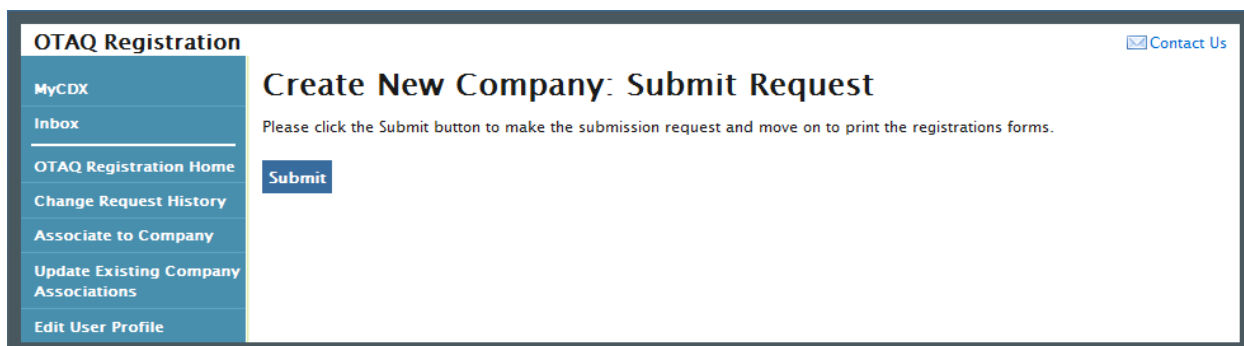 OTAQ Registration
Contact Us
MyCDX
Inbox
OTAQ Registration Home
Change Request History
Associate to Company
Update Existing Company
Associations
Edit User Profile
Create New Company: Submit Request
Please click the Submit button to make the submission request and move on to print the registrations forms.
Submit